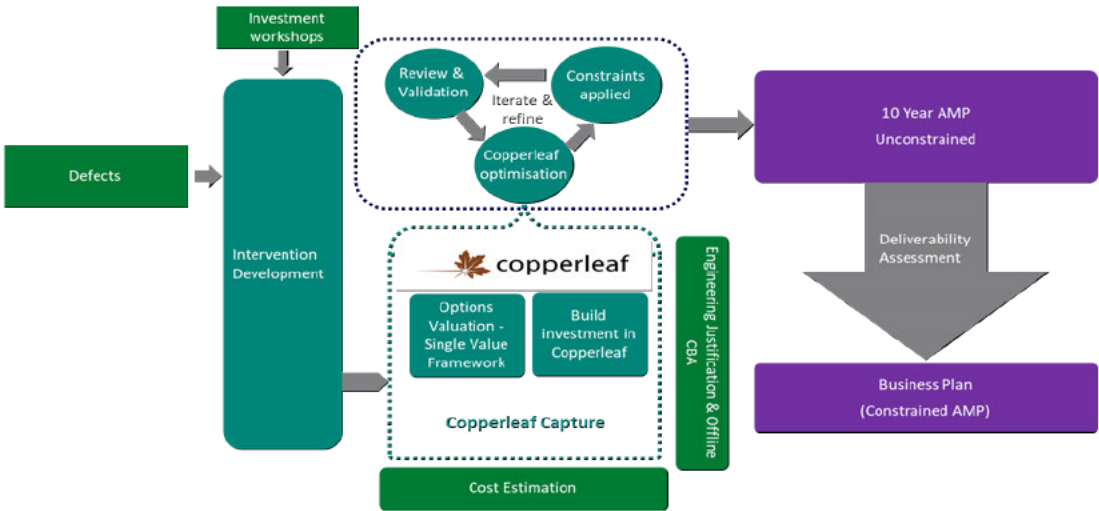 Investment
workshops
Defects
Intervention
Development
Review &
Validation
Constraints
applied
Iterate &
refine
Copperleaf
optimisation
copperleaf
Options
Valuation -
Single Value
Framework
Build
investment in
Copperleaf
Copperleaf Capture
Engineering Justification & Offline
CBA
Cost Estimation
10 Year AMP
Unconstrained
Deliverability
Assessment
Business Plan
(Constrained AMP)